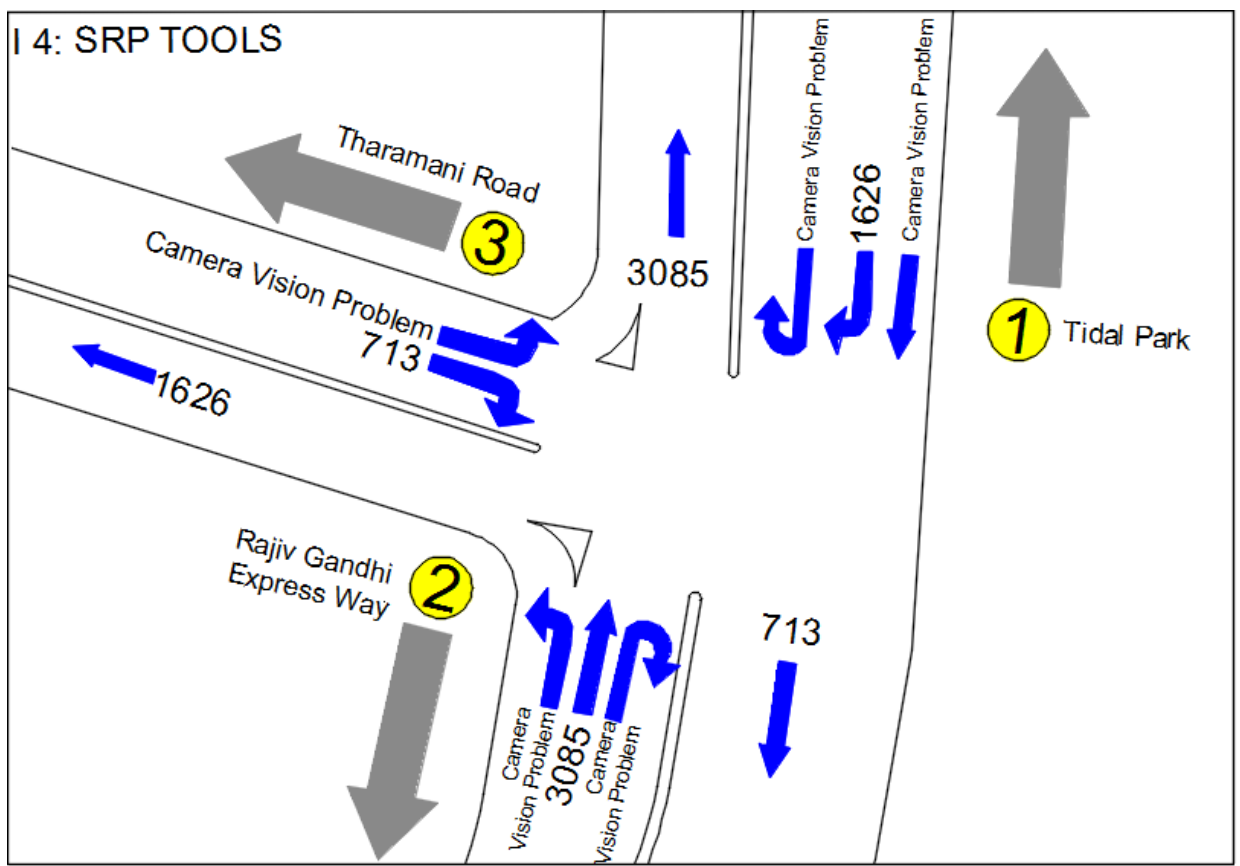 I 4: SRP TOOLS
Tharamani Road
3
Camera Vision Problem
713
1626
3085
Camera Vision Problem
1626
Camera Vision Problem
1
Tidal Park
Rajiv Gandhi
Express Way
2
Camera
Vision Problem
3085
Camera
Vision Problem
713